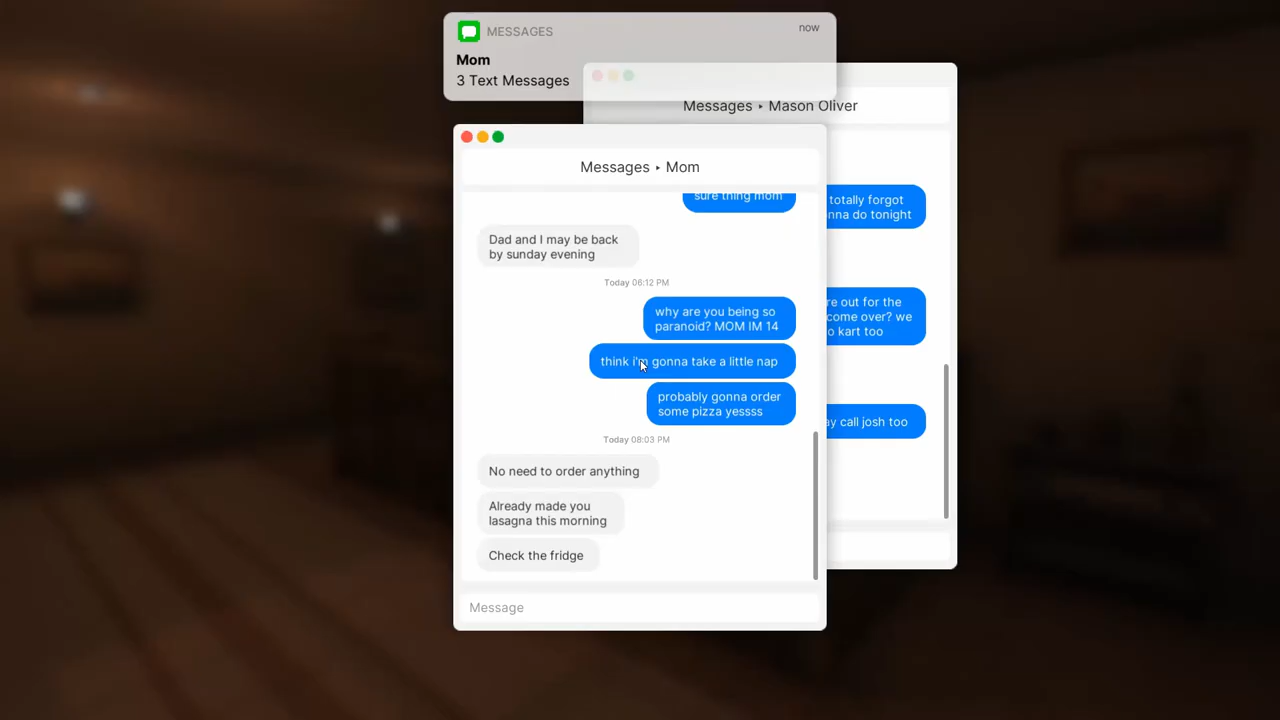 MESSAGES
now
Mom
3 Text Messages
Messages ‣ Mason Oliver
totally forgot
nna do tonight
re out for the
come over? we
o kart too
ay call josh too
Messages ‣ Mom
sure thing mom
Dad and I may be back
by sunday evening
Today 06:12 PM
why are you being so
paranoid? MOM IM 14
think i'm gonna take a little nap
probably gonna order
some pizza yessss
Today 08:03 PM
No need to order anything
Already made you
lasagna this morning
Check the fridge
Message